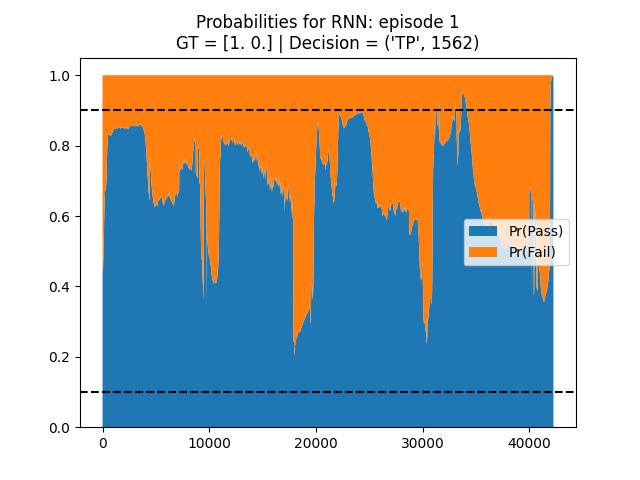 Probabilities for RNN: episode 1
GT = [1. 0.] | Decision = ('TP', 1562)
1.0
0.8
0.6
0.4
0.2
0.0
Pr(Pass)
Pr(Fail)
0 10000 20000 30000 40000